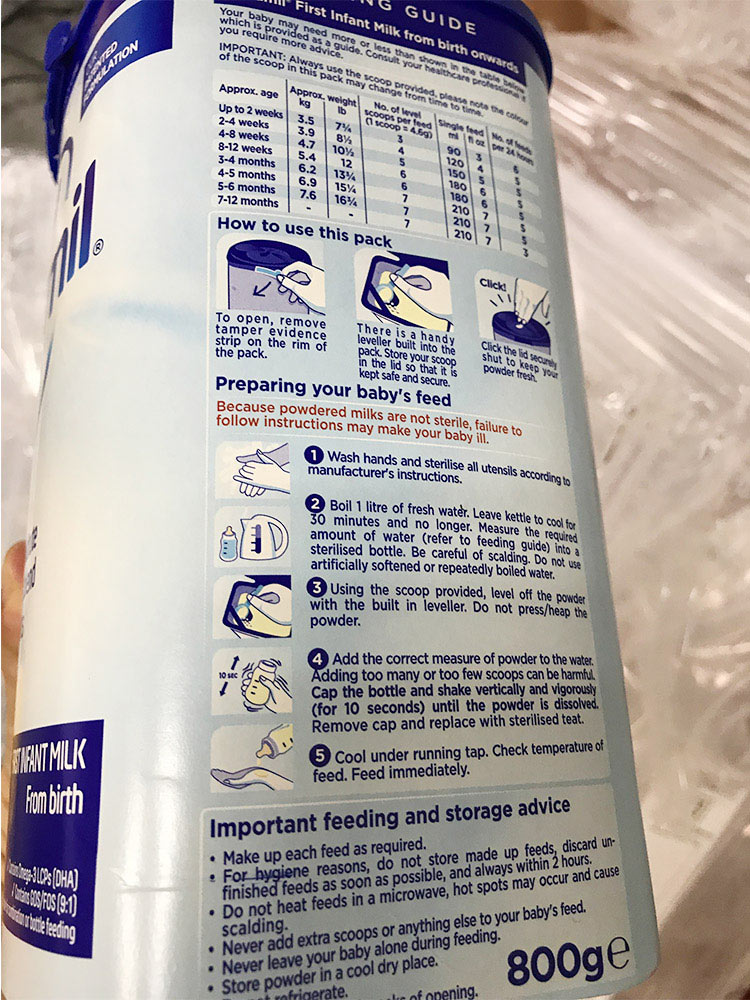 NG GUIDE
First Infant Milk from birth onwards
Your baby may need more or less than shown in the table below
which is provided as a guide. Consult your healthcare professional if
you require more advice.
IMPORTANT: Always use the scoop provided, please note the colour
of the scoop in this pack may change from time to time.
Approx. age Approx. weight kg lb No. of level scoops per feed (1 scoop = 4.6g) Single feed ml fl oz No. of feeds per 24 hours
Up to 2 weeks 3.5 7¾ 3 90 3 6
2-4 weeks 3.9 8½ 4 120 4 5
4-8 weeks 4.7 10½ 5 150 5 5
8-12 weeks 5.4 12 6 180 6 5
3-4 months 6.2 13¾ 6 180 6 5
4-5 months 6.9 15¼ 7 210 7 5
5-6 months 7.6 16¾ 7 210 7 5
7-12 months - - 7 210 7 3
How to use this pack
Click!
To open, remove
tamper evidence
strip on the rim of
the pack.
There is a handy
leveller built into the
pack. Store your scoop
in the lid so that it is
kept safe and secure.
Click the lid securely
shut to keep your
powder fresh.
Preparing your baby's feed
Because powdered milks are not sterile, failure to
follow instructions may make your baby ill.
1 Wash hands and sterilise all utensils according to
manufacturer's instructions.
2 Boil 1 litre of fresh water. Leave kettle to cool for
30 minutes and no longer. Measure the required
amount of water (refer to feeding guide) into a
sterilised bottle. Be careful of scalding. Do not use
artificially softened or repeatedly boiled water.
3 Using the scoop provided, level off the powder
with the built in leveller. Do not press/heap the
powder.
10 SEC
4 Add the correct measure of powder to the water.
Adding too many or too few scoops can be harmful.
Cap the bottle and shake vertically and vigorously
(for 10 seconds) until the powder is dissolved.
Remove cap and replace with sterilised teat.
5 Cool under running tap. Check temperature of
feed. Feed immediately.
Important feeding and storage advice
• Make up each feed as required.
• For hygiene reasons, do not store made up feeds, discard un-
finished feeds as soon as possible, and always within 2 hours.
• Do not heat feeds in a microwave, hot spots may occur and cause
scalding.
• Never add extra scoops or anything else to your baby's feed.
• Never leave your baby alone during feeding.
• Store powder in a cool dry place.
refrigerate.
of opening.
800g e
mil®
INFANT MILK
From birth
Omega-3 LCPs (DHA)
Contains GOS/FOS (9:1)
or bottle feeding